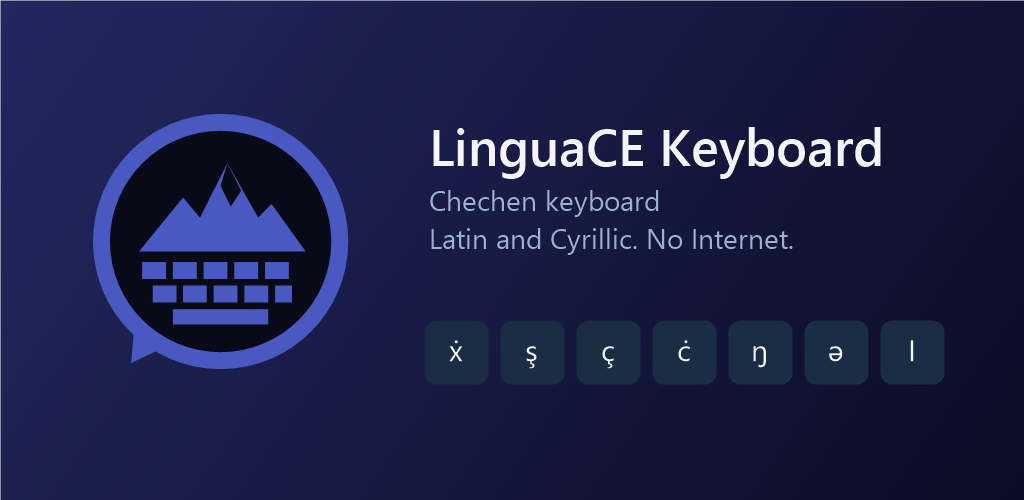 LinguaCE Keyboard
Chechen keyboard
Latin and Cyrillic. No Internet.
ẋ ş ç ċ ŋ ə l